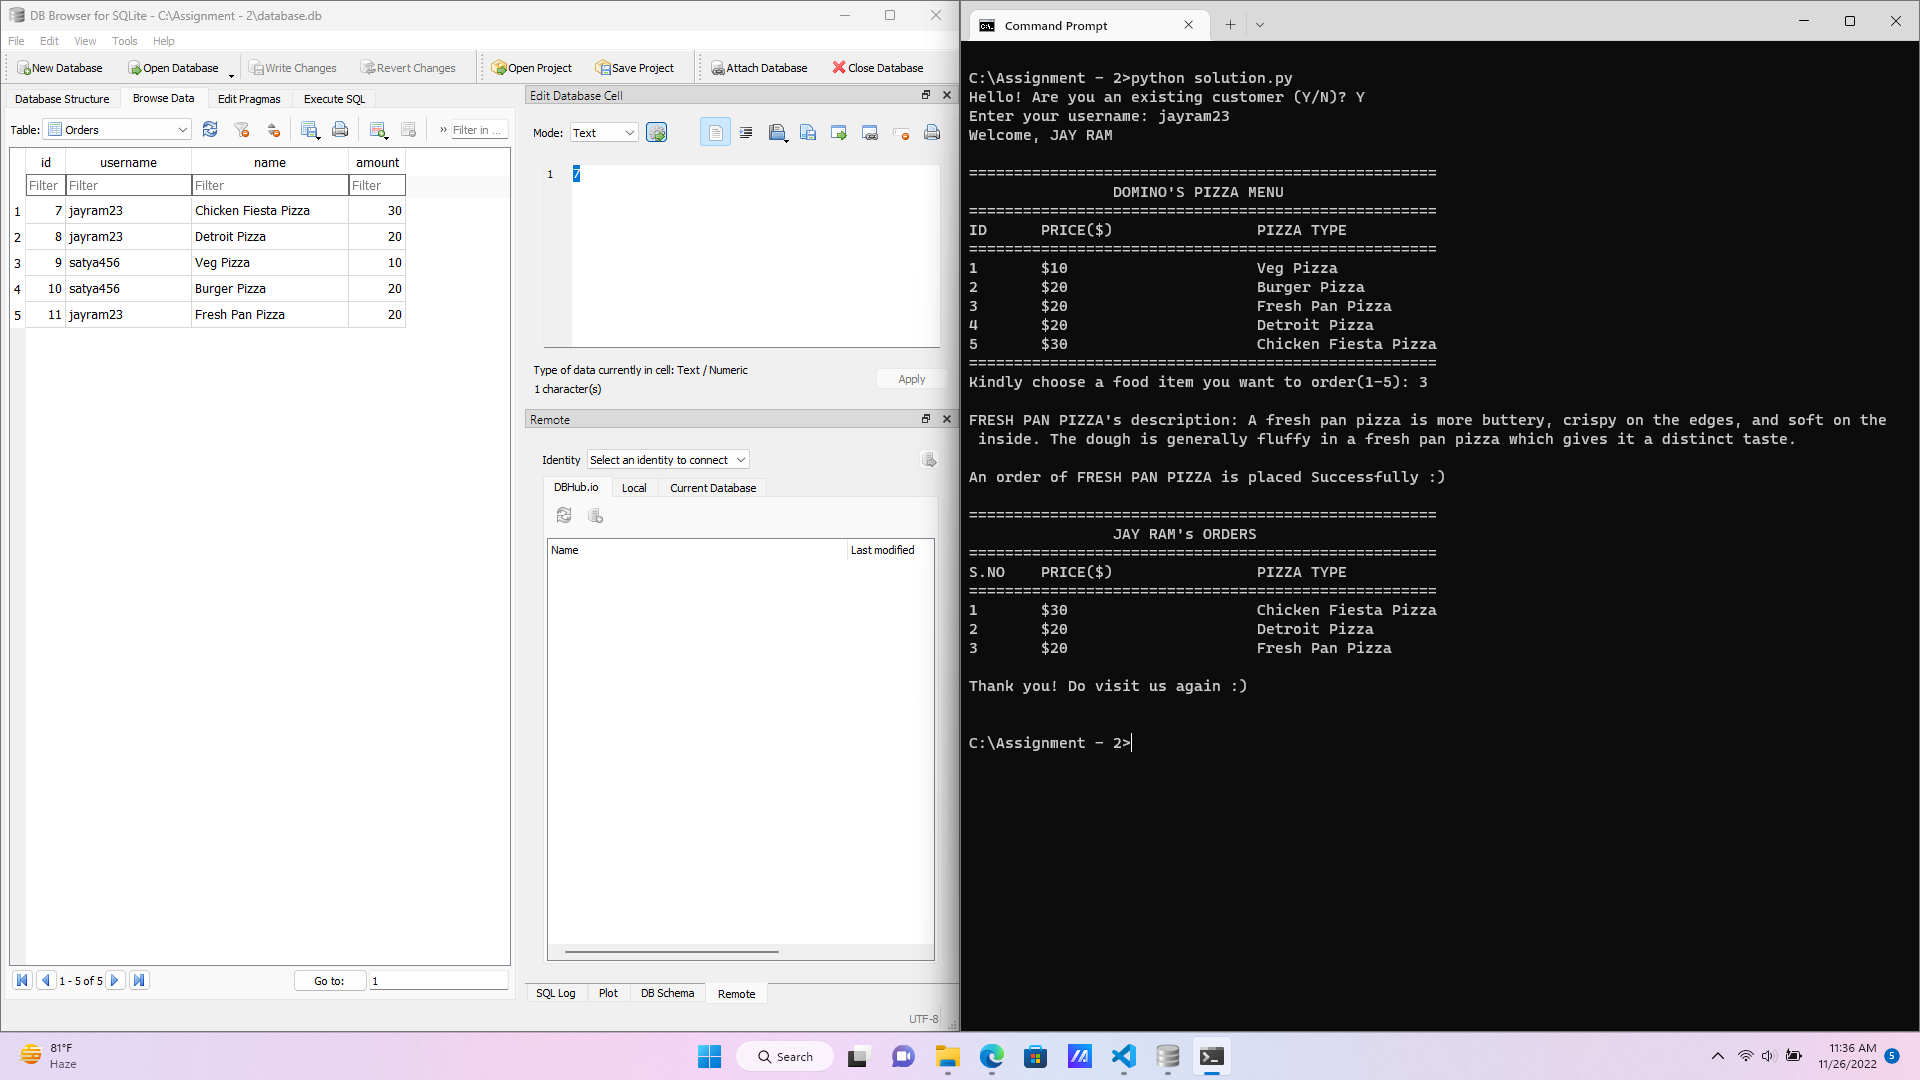 DB Browser for SQLite - C:\Assignment - 2\database.db
File Edit View Tools Help
New Database Open Database Write Changes Revert Changes Open Project Save Project Attach Database Close Database
Database Structure Browse Data Edit Pragmas Execute SQL
Table: Orders » Filter in ...
id username name amount
Filter Filter Filter Filter
1 7 jayram23 Chicken Fiesta Pizza 30
2 8 jayram23 Detroit Pizza 20
3 9 satya456 Veg Pizza 10
4 10 satya456 Burger Pizza 20
5 11 jayram23 Fresh Pan Pizza 20
1 - 5 of 5 Go to: 1
Edit Database Cell
Mode: Text
1 7
Type of data currently in cell: Text / Numeric
1 character(s)
Apply
Remote
Identity Select an identity to connect
DBHub.io Local Current Database
Name Last modified
SQL Log Plot DB Schema Remote
UTF-8
Command Prompt
C:\Assignment - 2>python solution.py
Hello! Are you an existing customer (Y/N)? Y
Enter your username: jayram23
Welcome, JAY RAM
====================================================
DOMINO'S PIZZA MENU
====================================================
ID PRICE($) PIZZA TYPE
====================================================
1 $10 Veg Pizza
2 $20 Burger Pizza
3 $20 Fresh Pan Pizza
4 $20 Detroit Pizza
5 $30 Chicken Fiesta Pizza
====================================================
Kindly choose a food item you want to order(1-5): 3
FRESH PAN PIZZA's description: A fresh pan pizza is more buttery, crispy on the edges, and soft on the
inside. The dough is generally fluffy in a fresh pan pizza which gives it a distinct taste.
An order of FRESH PAN PIZZA is placed Successfully :)
====================================================
JAY RAM's ORDERS
====================================================
S.NO PRICE($) PIZZA TYPE
====================================================
1 $30 Chicken Fiesta Pizza
2 $20 Detroit Pizza
3 $20 Fresh Pan Pizza
Thank you! Do visit us again :)
C:\Assignment - 2>
81°F
Haze
Search
11:36 AM
11/26/2022
5